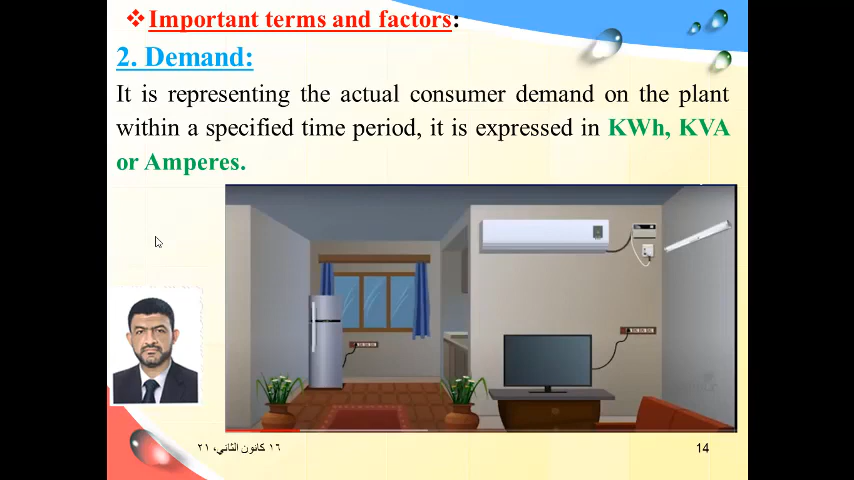 ❖Important terms and factors:
2. Demand:
It is representing the actual consumer demand on the plant
within a specified time period, it is expressed in KWh, KVA
or Amperes.
١٦ كانون الثاني، ٢١
14